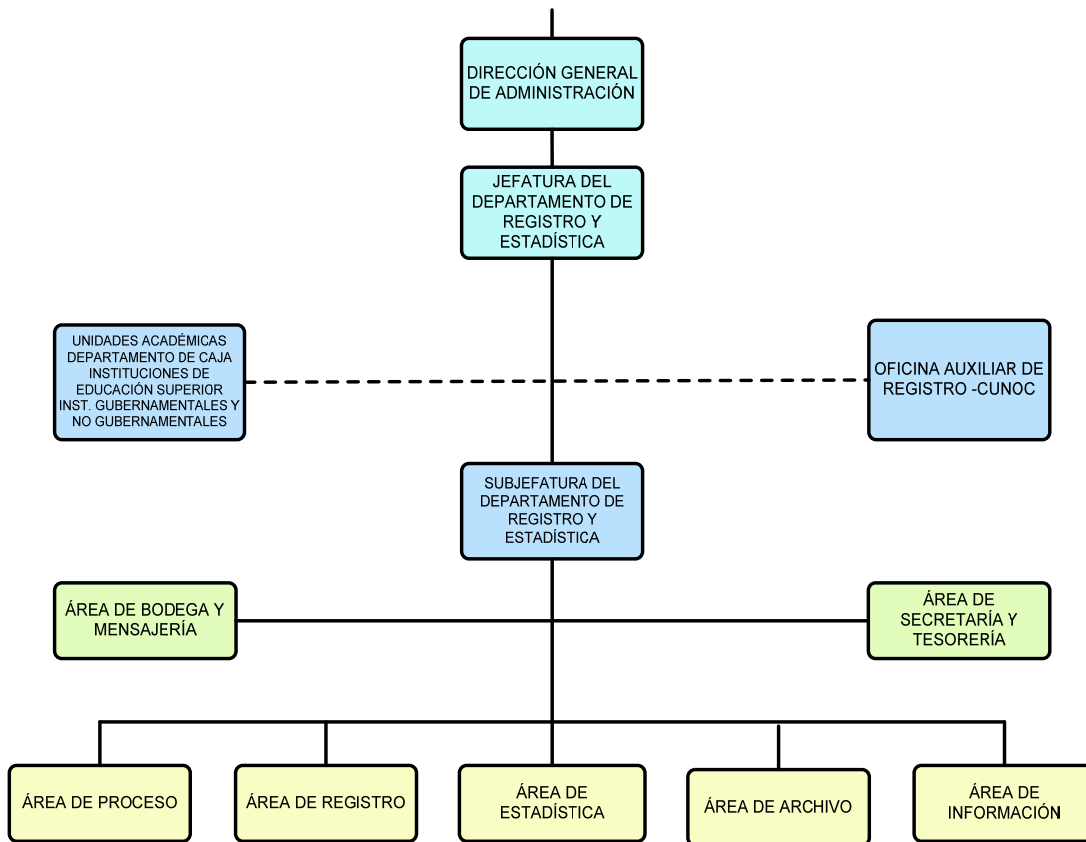 DIRECCIÓN GENERAL
DE ADMINISTRACIÓN
JEFATURA DEL
DEPARTAMENTO DE
REGISTRO Y
ESTADÍSTICA
UNIDADES ACADÉMICAS
DEPARTAMENTO DE CAJA
INSTITUCIONES DE
EDUCACIÓN SUPERIOR
INST. GUBERNAMENTALES Y
NO GUBERNAMENTALES
OFICINA AUXILIAR DE
REGISTRO -CUNOC
SUBJEFATURA DEL
DEPARTAMENTO DE
REGISTRO Y
ESTADÍSTICA
ÁREA DE BODEGA Y
MENSAJERÍA
ÁREA DE
SECRETARÍA Y
TESORERÍA
ÁREA DE PROCESO
ÁREA DE REGISTRO
ÁREA DE
ESTADÍSTICA
ÁREA DE ARCHIVO
ÁREA DE
INFORMACIÓN